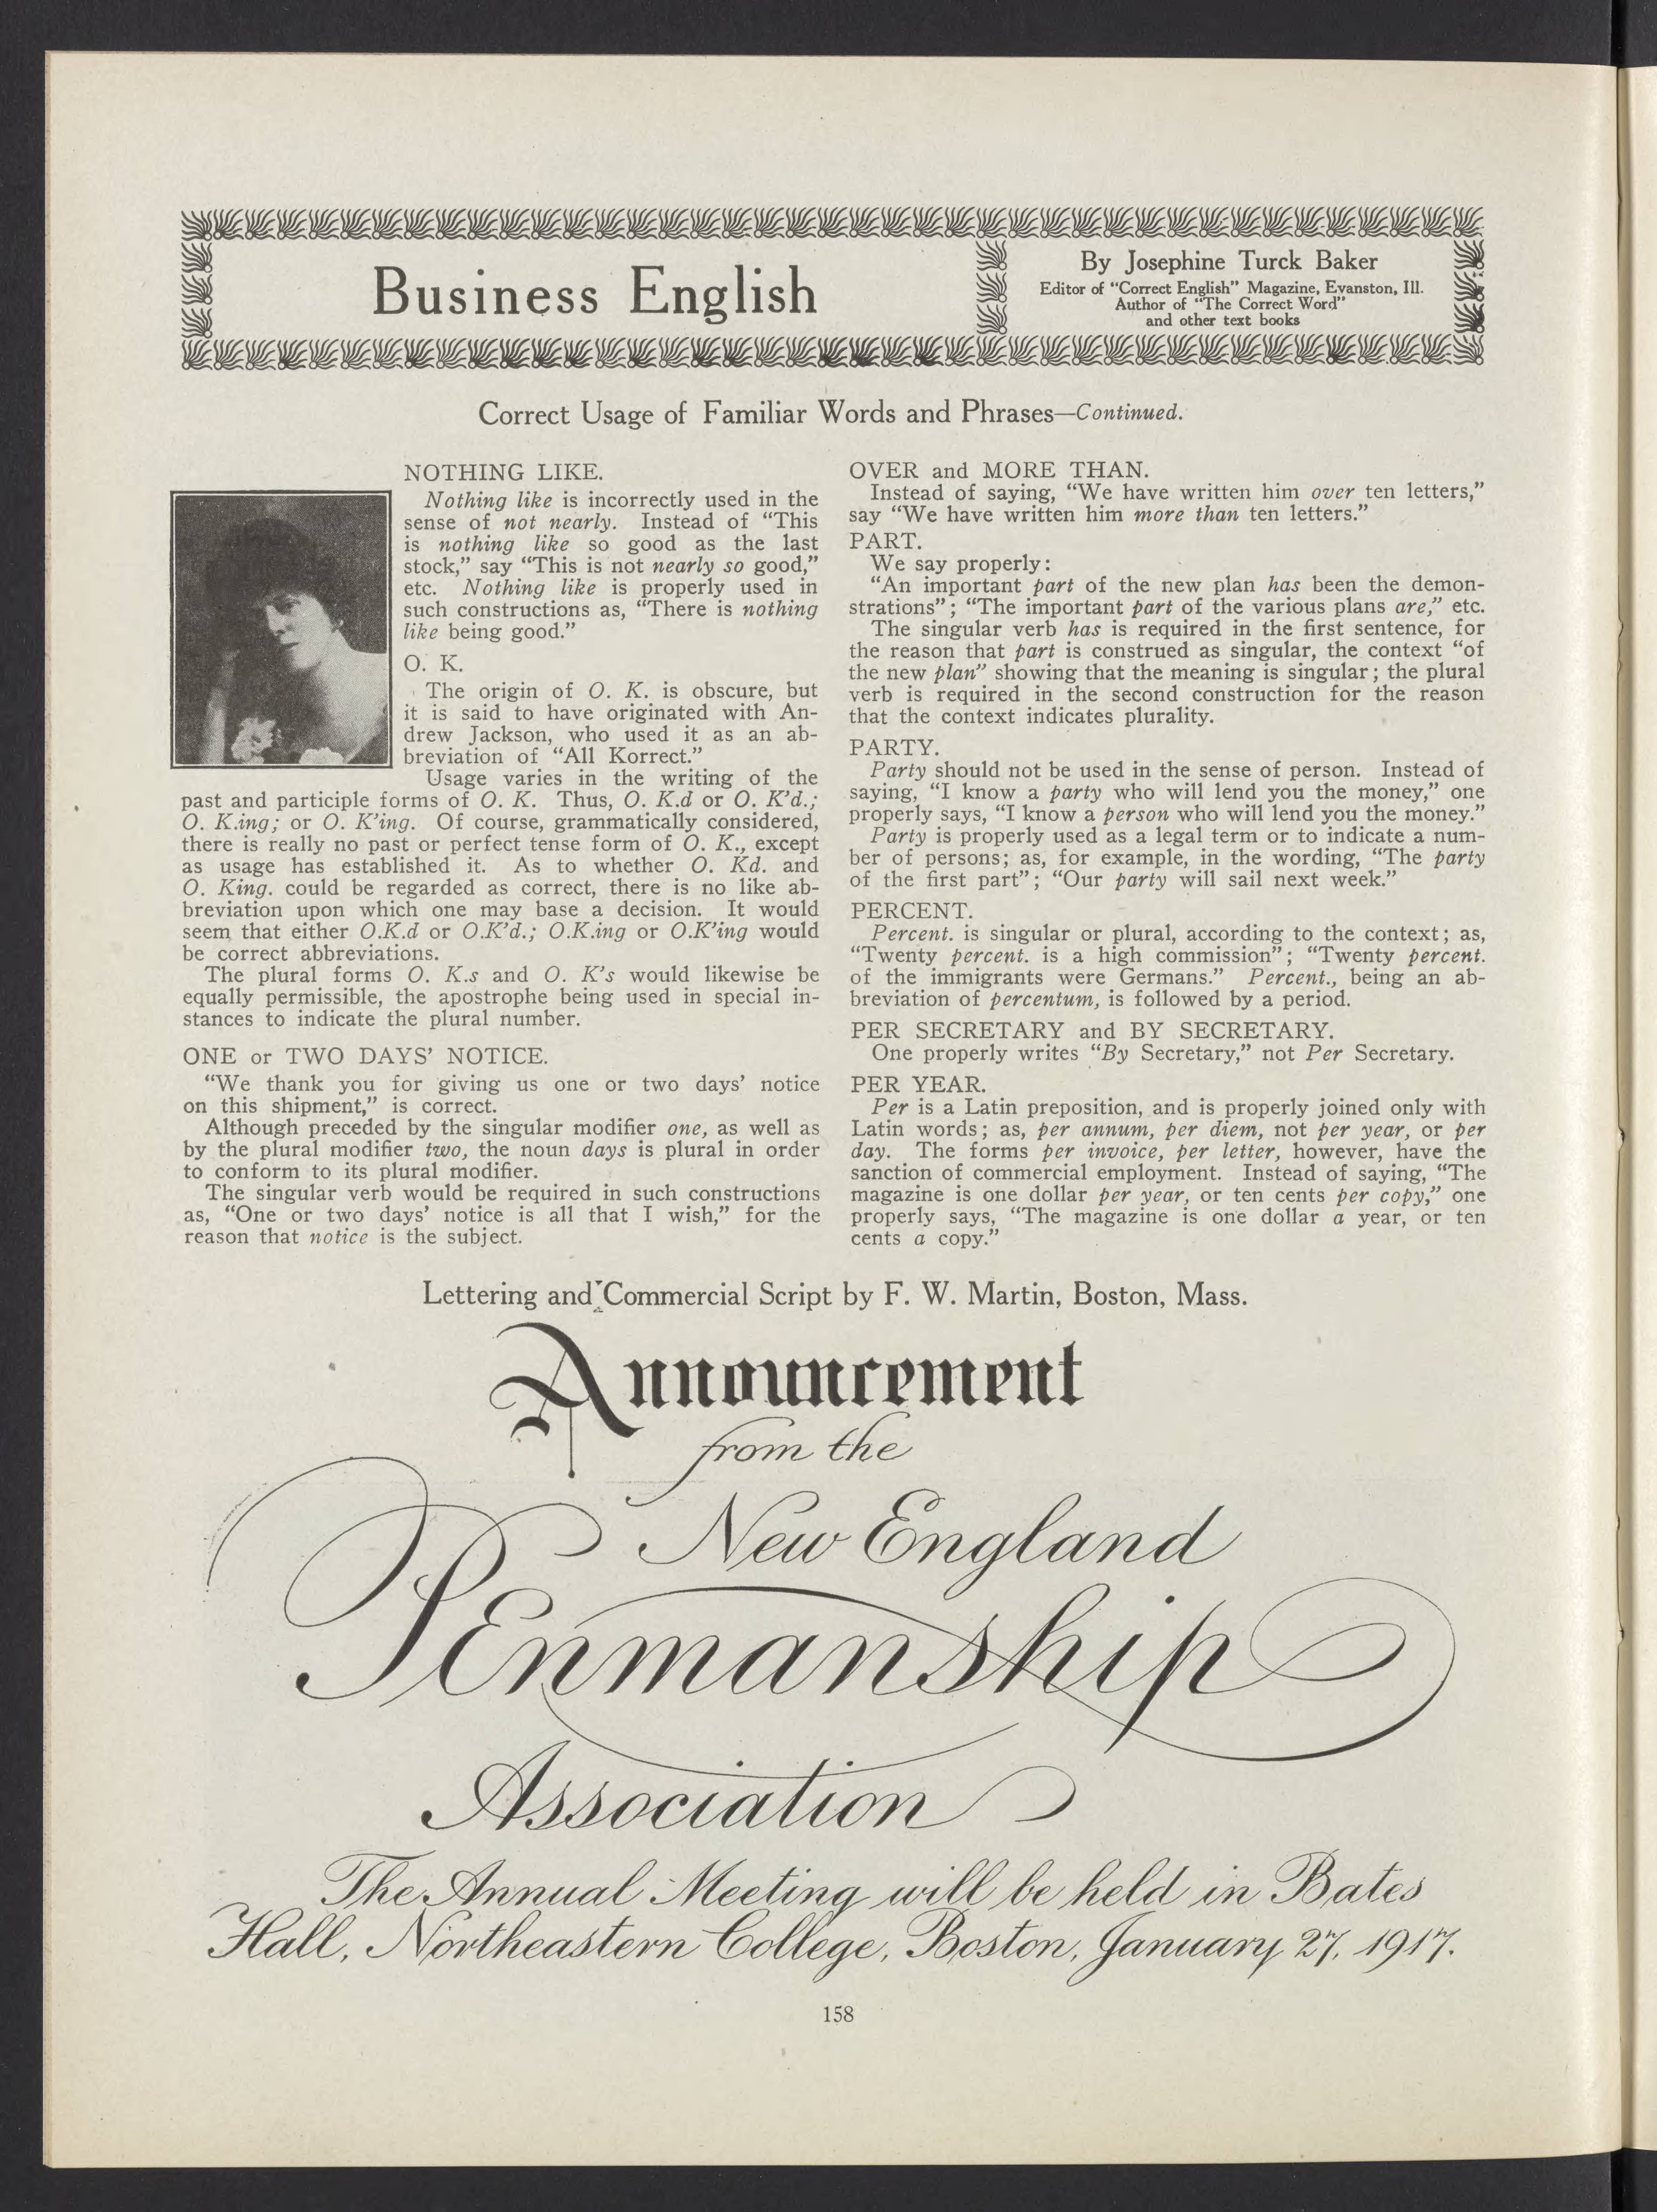 Business English
By Josephine Turck Baker
Editor of "Correct English" Magazine, Evanston, Ill.
Author of "The Correct Word"
and other text books
Correct Usage of Familiar Words and Phrases—Continued.
NOTHING LIKE.
Nothing like is incorrectly used in the
sense of not nearly. Instead of "This
is nothing like so good as the last
stock," say "This is not nearly so good,"
etc. Nothing like is properly used in
such constructions as, "There is nothing
like being good."
O. K.
The origin of O. K. is obscure, but
it is said to have originated with An-
drew Jackson, who used it as an ab-
breviation of "All Korrect."
Usage varies in the writing of the
past and participle forms of O. K. Thus, O. K.d or O. K'd.;
O. K.ing; or O. K'ing. Of course, grammatically considered,
there is really no past or perfect tense form of O. K., except
as usage has established it. As to whether O. Kd. and
O. King. could be regarded as correct, there is no like ab-
breviation upon which one may base a decision. It would
seem that either O.K.d or O.K'd.; O.K.ing or O.K'ing would
be correct abbreviations.
The plural forms O. K.s and O. K's would likewise be
equally permissible, the apostrophe being used in special in-
stances to indicate the plural number.
ONE or TWO DAYS' NOTICE.
"We thank you for giving us one or two days' notice
on this shipment," is correct.
Although preceded by the singular modifier one, as well as
by the plural modifier two, the noun days is plural in order
to conform to its plural modifier.
The singular verb would be required in such constructions
as, "One or two days' notice is all that I wish," for the
reason that notice is the subject.
OVER and MORE THAN.
Instead of saying, "We have written him over ten letters,"
say "We have written him more than ten letters."
PART.
We say properly:
"An important part of the new plan has been the demon-
strations"; "The important part of the various plans are," etc.
The singular verb has is required in the first sentence, for
the reason that part is construed as singular, the context "of
the new plan" showing that the meaning is singular; the plural
verb is required in the second construction for the reason
that the context indicates plurality.
PARTY.
Party should not be used in the sense of person. Instead of
saying, "I know a party who will lend you the money," one
properly says, "I know a person who will lend you the money."
Party is properly used as a legal term or to indicate a num-
ber of persons; as, for example, in the wording, "The party
of the first part"; "Our party will sail next week."
PERCENT.
Percent. is singular or plural, according to the context; as,
"Twenty percent. is a high commission"; "Twenty percent.
of the immigrants were Germans." Percent., being an ab-
breviation of percentum, is followed by a period.
PER SECRETARY and BY SECRETARY.
One properly writes "By Secretary," not Per Secretary.
PER YEAR.
Per is a Latin preposition, and is properly joined only with
Latin words; as, per annum, per diem, not per year, or per
day. The forms per invoice, per letter, however, have the
sanction of commercial employment. Instead of saying, "The
magazine is one dollar per year, or ten cents per copy," one
properly says, "The magazine is one dollar a year, or ten
cents a copy."
Lettering and Commercial Script by F. W. Martin, Boston, Mass.
Announcement
from the
New England
Penmanship
Association
The Annual Meeting will be held in Bates
Hall, Northeastern College, Boston, January 27, 1917.
158